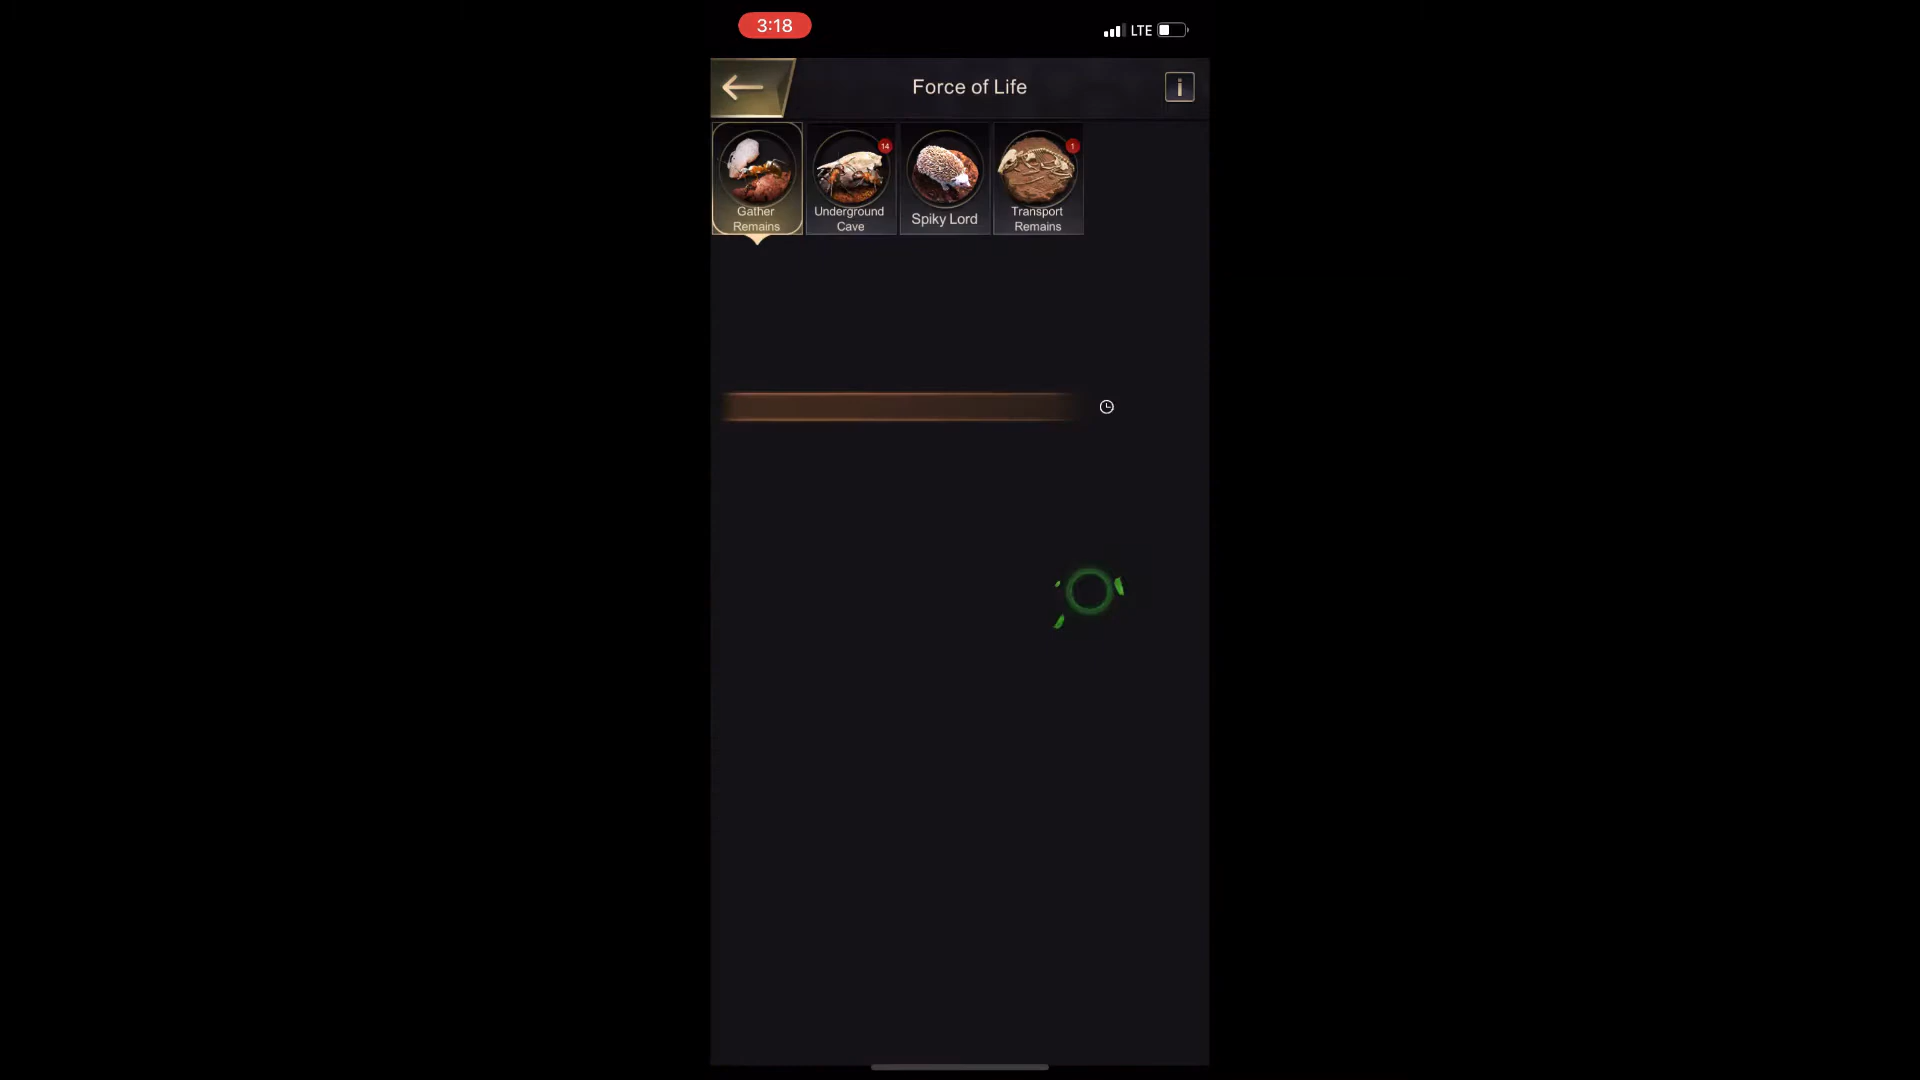 3:18
LTE
Force of Life
i
14
1
Gather
Remains
Underground
Cave
Spiky Lord
Transport
Remains